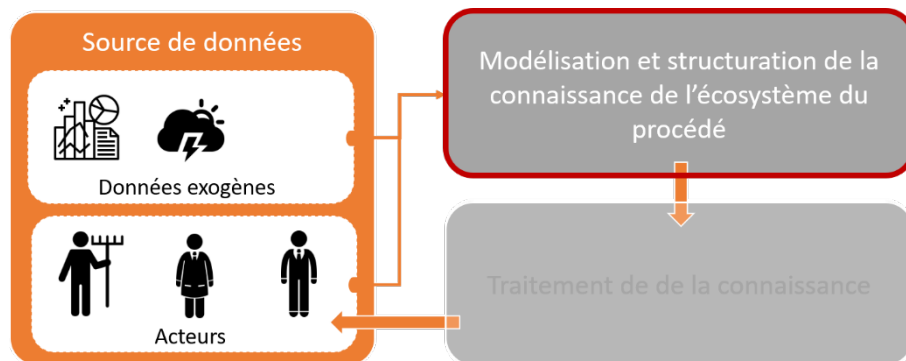 Source de données
Données exogènes
Acteurs
Modélisation et structuration de la
connaissance de l'écosystème du
procédé
Traitement de de la connaissance